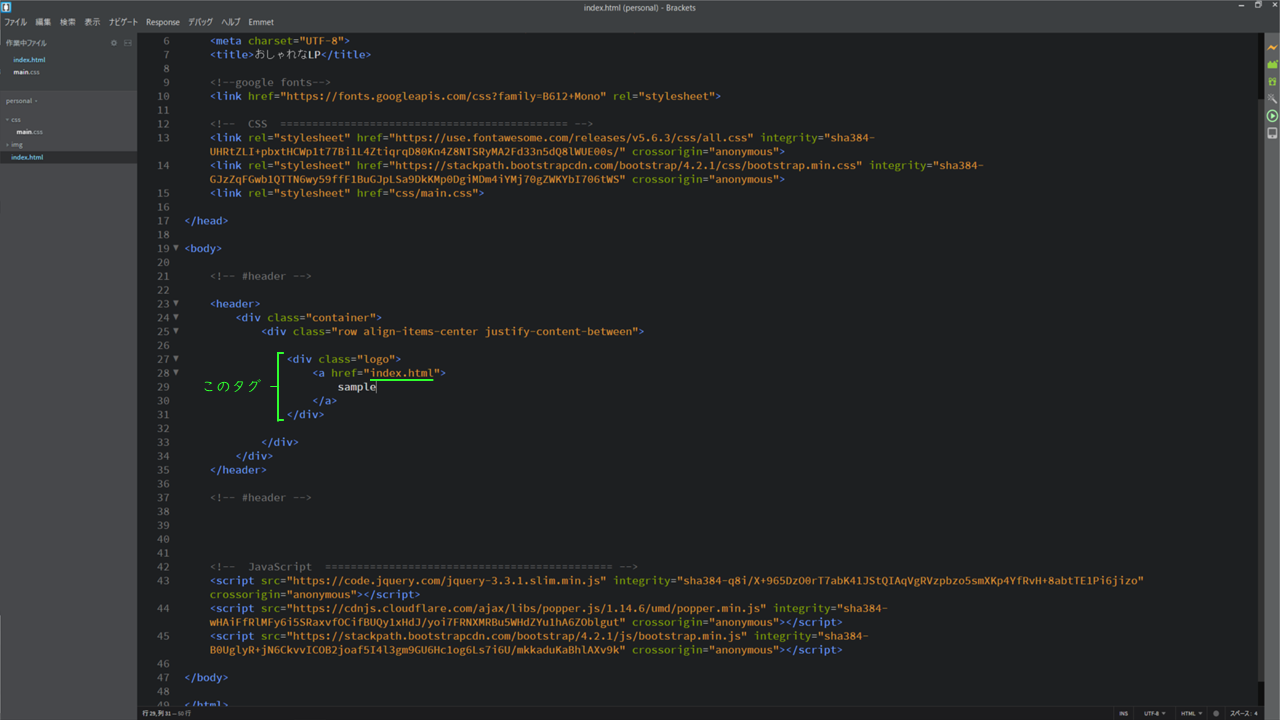 index.html (personal) - Brackets
ファイル 編集 検索 表示 ナビゲート Response デバッグ ヘルプ Emmet
作業中ファイル
index.html
main.css
personal
css
main.css
img
index.html
6 <meta charset="UTF-8">
7 <title>おしゃれなLP</title>
8
9 <!--google fonts-->
10 <link href="https://fonts.googleapis.com/css?family=B612+Mono" rel="stylesheet">
11
12 <!--  CSS  ============================================= -->
13 <link rel="stylesheet" href="https://use.fontawesome.com/releases/v5.6.3/css/all.css" integrity="sha384-
UHRtZLI+pbxtHCWp1t77Bi1L4ZtiqrqD80Kn4Z8NTSRyMA2Fd33n5dQ8lWUE00s/" crossorigin="anonymous">
14 <link rel="stylesheet" href="https://stackpath.bootstrapcdn.com/bootstrap/4.2.1/css/bootstrap.min.css" integrity="sha384-
GJzZqFGwb1QTTN6wy59ffF1BuGJpLSa9DkKMp0DgiMDm4iYMj70gZWKYbI706tWS" crossorigin="anonymous">
15 <link rel="stylesheet" href="css/main.css">
16
17 </head>
18
19 <body>
20
21 <!-- #header -->
22
23 <header>
24 <div class="container">
25 <div class="row align-items-center justify-content-between">
26
27 <div class="logo">
28 <a href="index.html">
このタグ
29 sample
30 </a>
31 </div>
32
33 </div>
34 </div>
35 </header>
36
37 <!-- #header -->
38
39
40
41
42 <!--  JavaScript  ============================================= -->
43 <script src="https://code.jquery.com/jquery-3.3.1.slim.min.js" integrity="sha384-q8i/X+965DzO0rT7abK41JStQIAqVgRVzpbzo5smXKp4YfRvH+8abtTE1Pi6jizo"
crossorigin="anonymous"></script>
44 <script src="https://cdnjs.cloudflare.com/ajax/libs/popper.js/1.14.6/umd/popper.min.js" integrity="sha384-
wHAiFfRlMFy6i5SRaxvfOCifBUQy1xHdJ/yoi7FRNXMRBu5WHdZYu1hA6ZOblgut" crossorigin="anonymous"></script>
45 <script src="https://stackpath.bootstrapcdn.com/bootstrap/4.2.1/js/bootstrap.min.js" integrity="sha384-
B0UglyR+jN6CkvvICOB2joaf5I4l3gm9GU6Hc1og6Ls7i6U/mkkaduKaBhlAXv9k" crossorigin="anonymous"></script>
46
47 </body>
48
49 </html>
行 29, 列 31 — 50 行
INS UTF-8 HTML スペース: 4